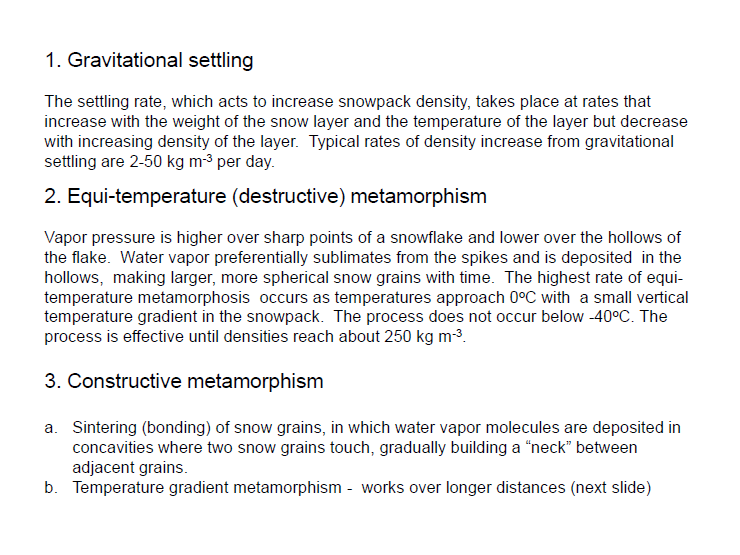 1. Gravitational settling
The settling rate, which acts to increase snowpack density, takes place at rates that
increase with the weight of the snow layer and the temperature of the layer but decrease
with increasing density of the layer.  Typical rates of density increase from gravitational
settling are 2-50 kg m⁻³ per day.
2. Equi-temperature (destructive) metamorphism
Vapor pressure is higher over sharp points of a snowflake and lower over the hollows of
the flake.  Water vapor preferentially sublimates from the spikes and is deposited  in the
hollows,  making larger, more spherical snow grains with time.  The highest rate of equi-
temperature metamorphosis  occurs as temperatures approach 0ºC with  a small vertical
temperature gradient in the snowpack.  The process does not occur below -40ºC. The
process is effective until densities reach about 250 kg m⁻³.
3. Constructive metamorphism
a. Sintering (bonding) of snow grains, in which water vapor molecules are deposited in
concavities where two snow grains touch, gradually building a “neck” between
adjacent grains.
b. Temperature gradient metamorphism -  works over longer distances (next slide)